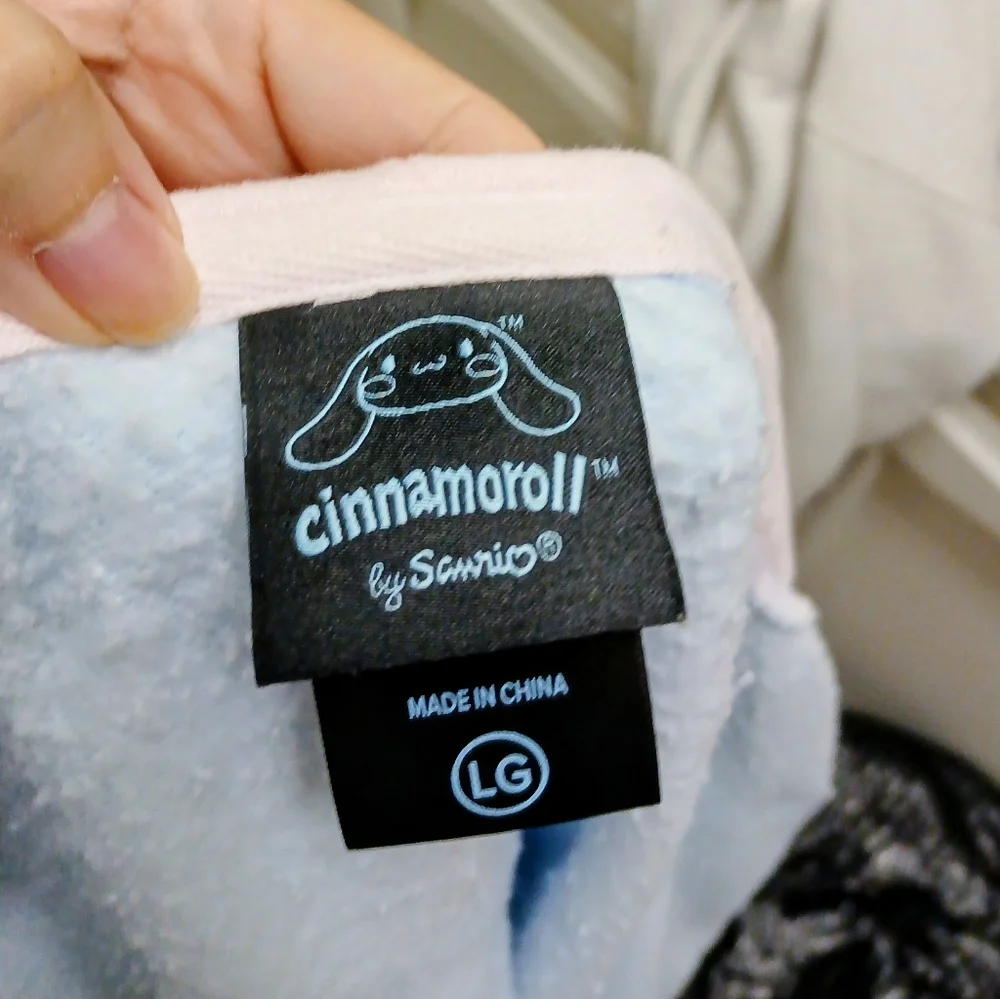 TM
cinnamoroll™
by Sanrio®
MADE IN CHINA
LG